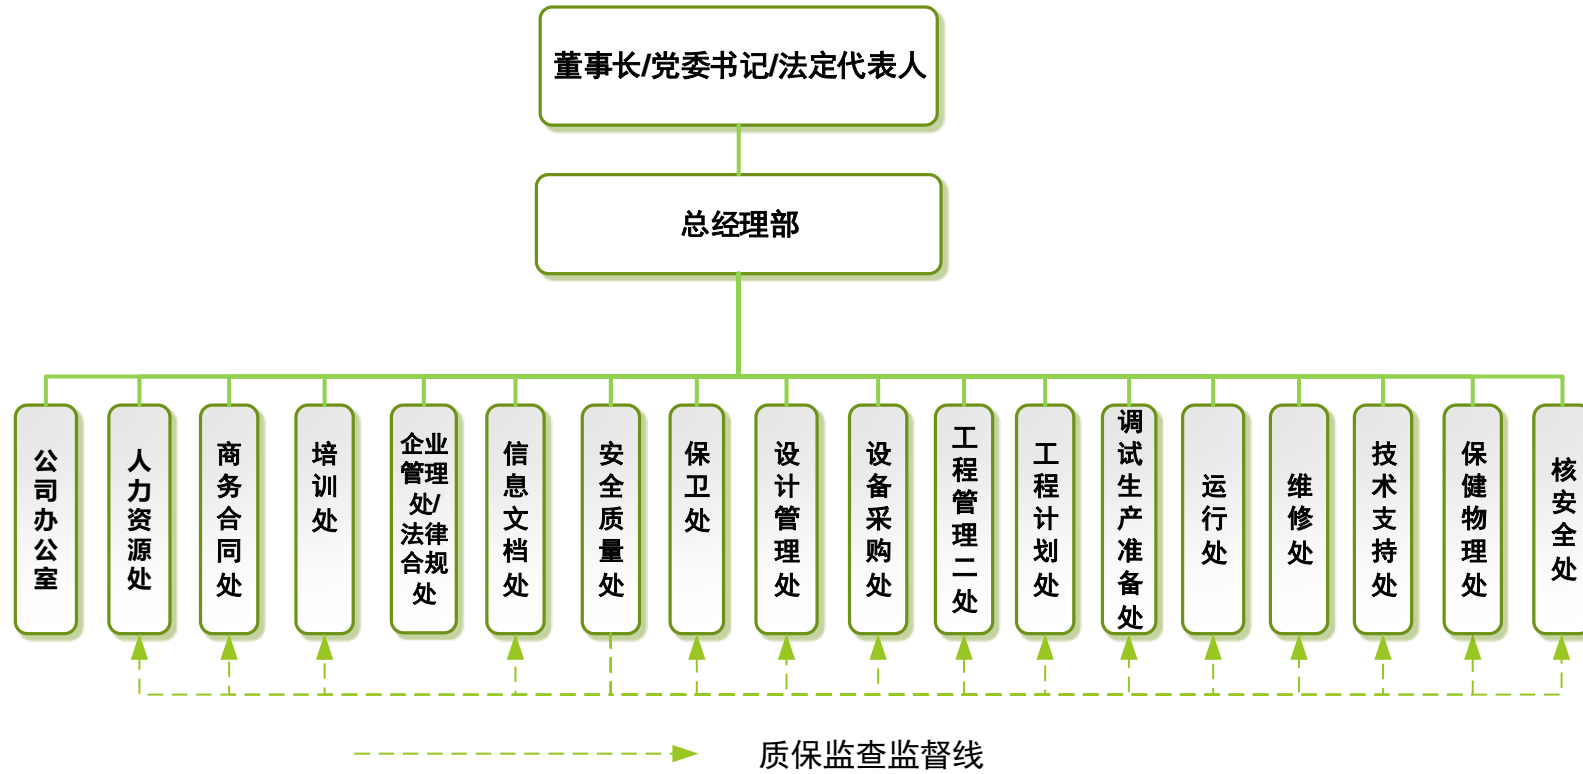 董事长/党委书记/法定代表人
总经理部
公司办公室
人力资源处
商务合同处
培训处
企业
管理
处/
法律
合规
处
信息文档处
安全质量处
保卫处
设计管理处
设备采购处
工程管理二处
工程计划处
调试生产准备处
运行处
维修处
技术支持处
保健物理处
核安全处
质保监查监督线